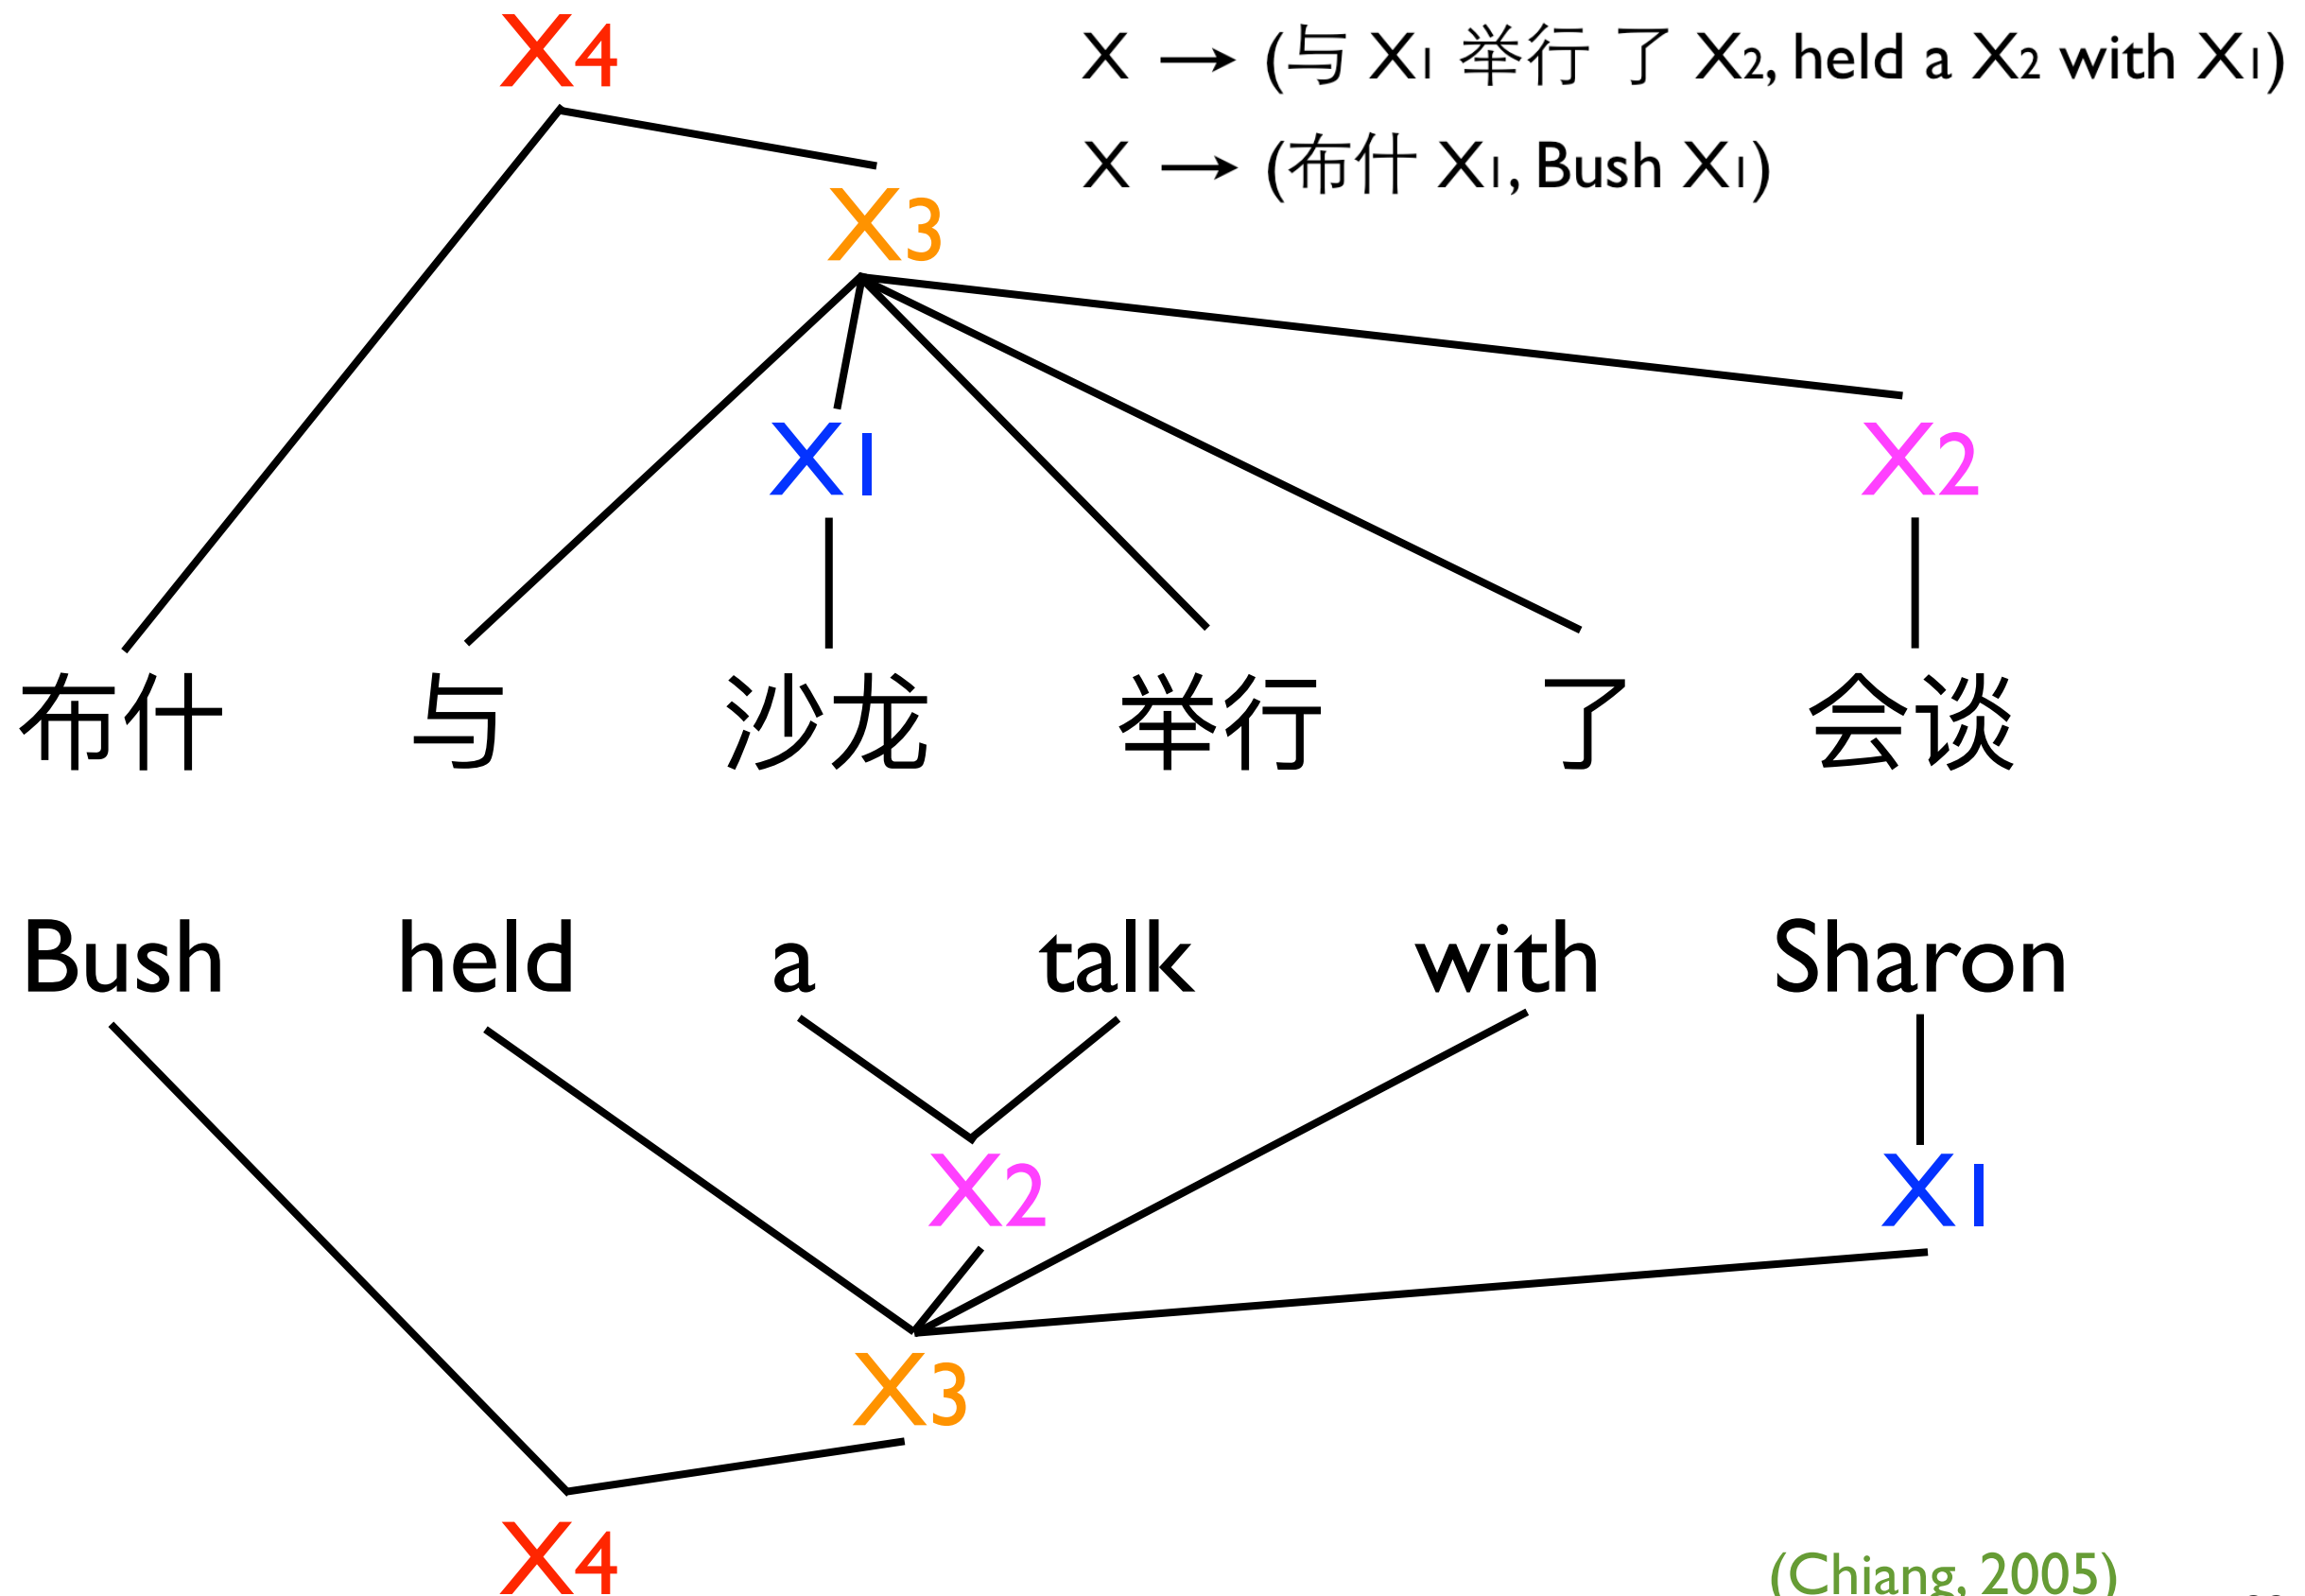 X4
X → (与 X1 举行 了 X2, held a X2 with X1)
X → (布什 X1, Bush X1)
X3
X1 X2
布什 与 沙龙 举行 了 会谈
Bush held a talk with Sharon
X2 X1
X3
X4
(Chiang, 2005)